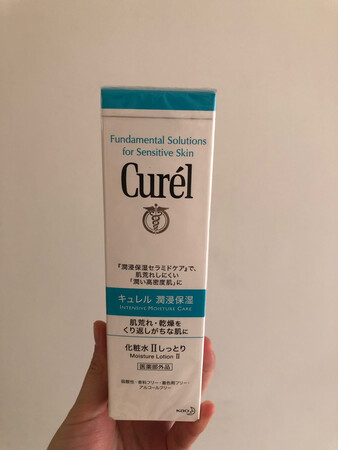 Fundamental Solutions
for Sensitive Skin
Curél
『潤浸保湿セラミドケア』で、
肌荒れしにくい
「潤い高密度肌」に
キュレル 潤浸保湿
INTENSIVE MOISTURE CARE
肌荒れ・乾燥を
くり返しがちな肌に
化粧水 II しっとり
Moisture Lotion II
医薬部外品
弱酸性・香料フリー・着色料フリー・
アルコールフリー
Kao